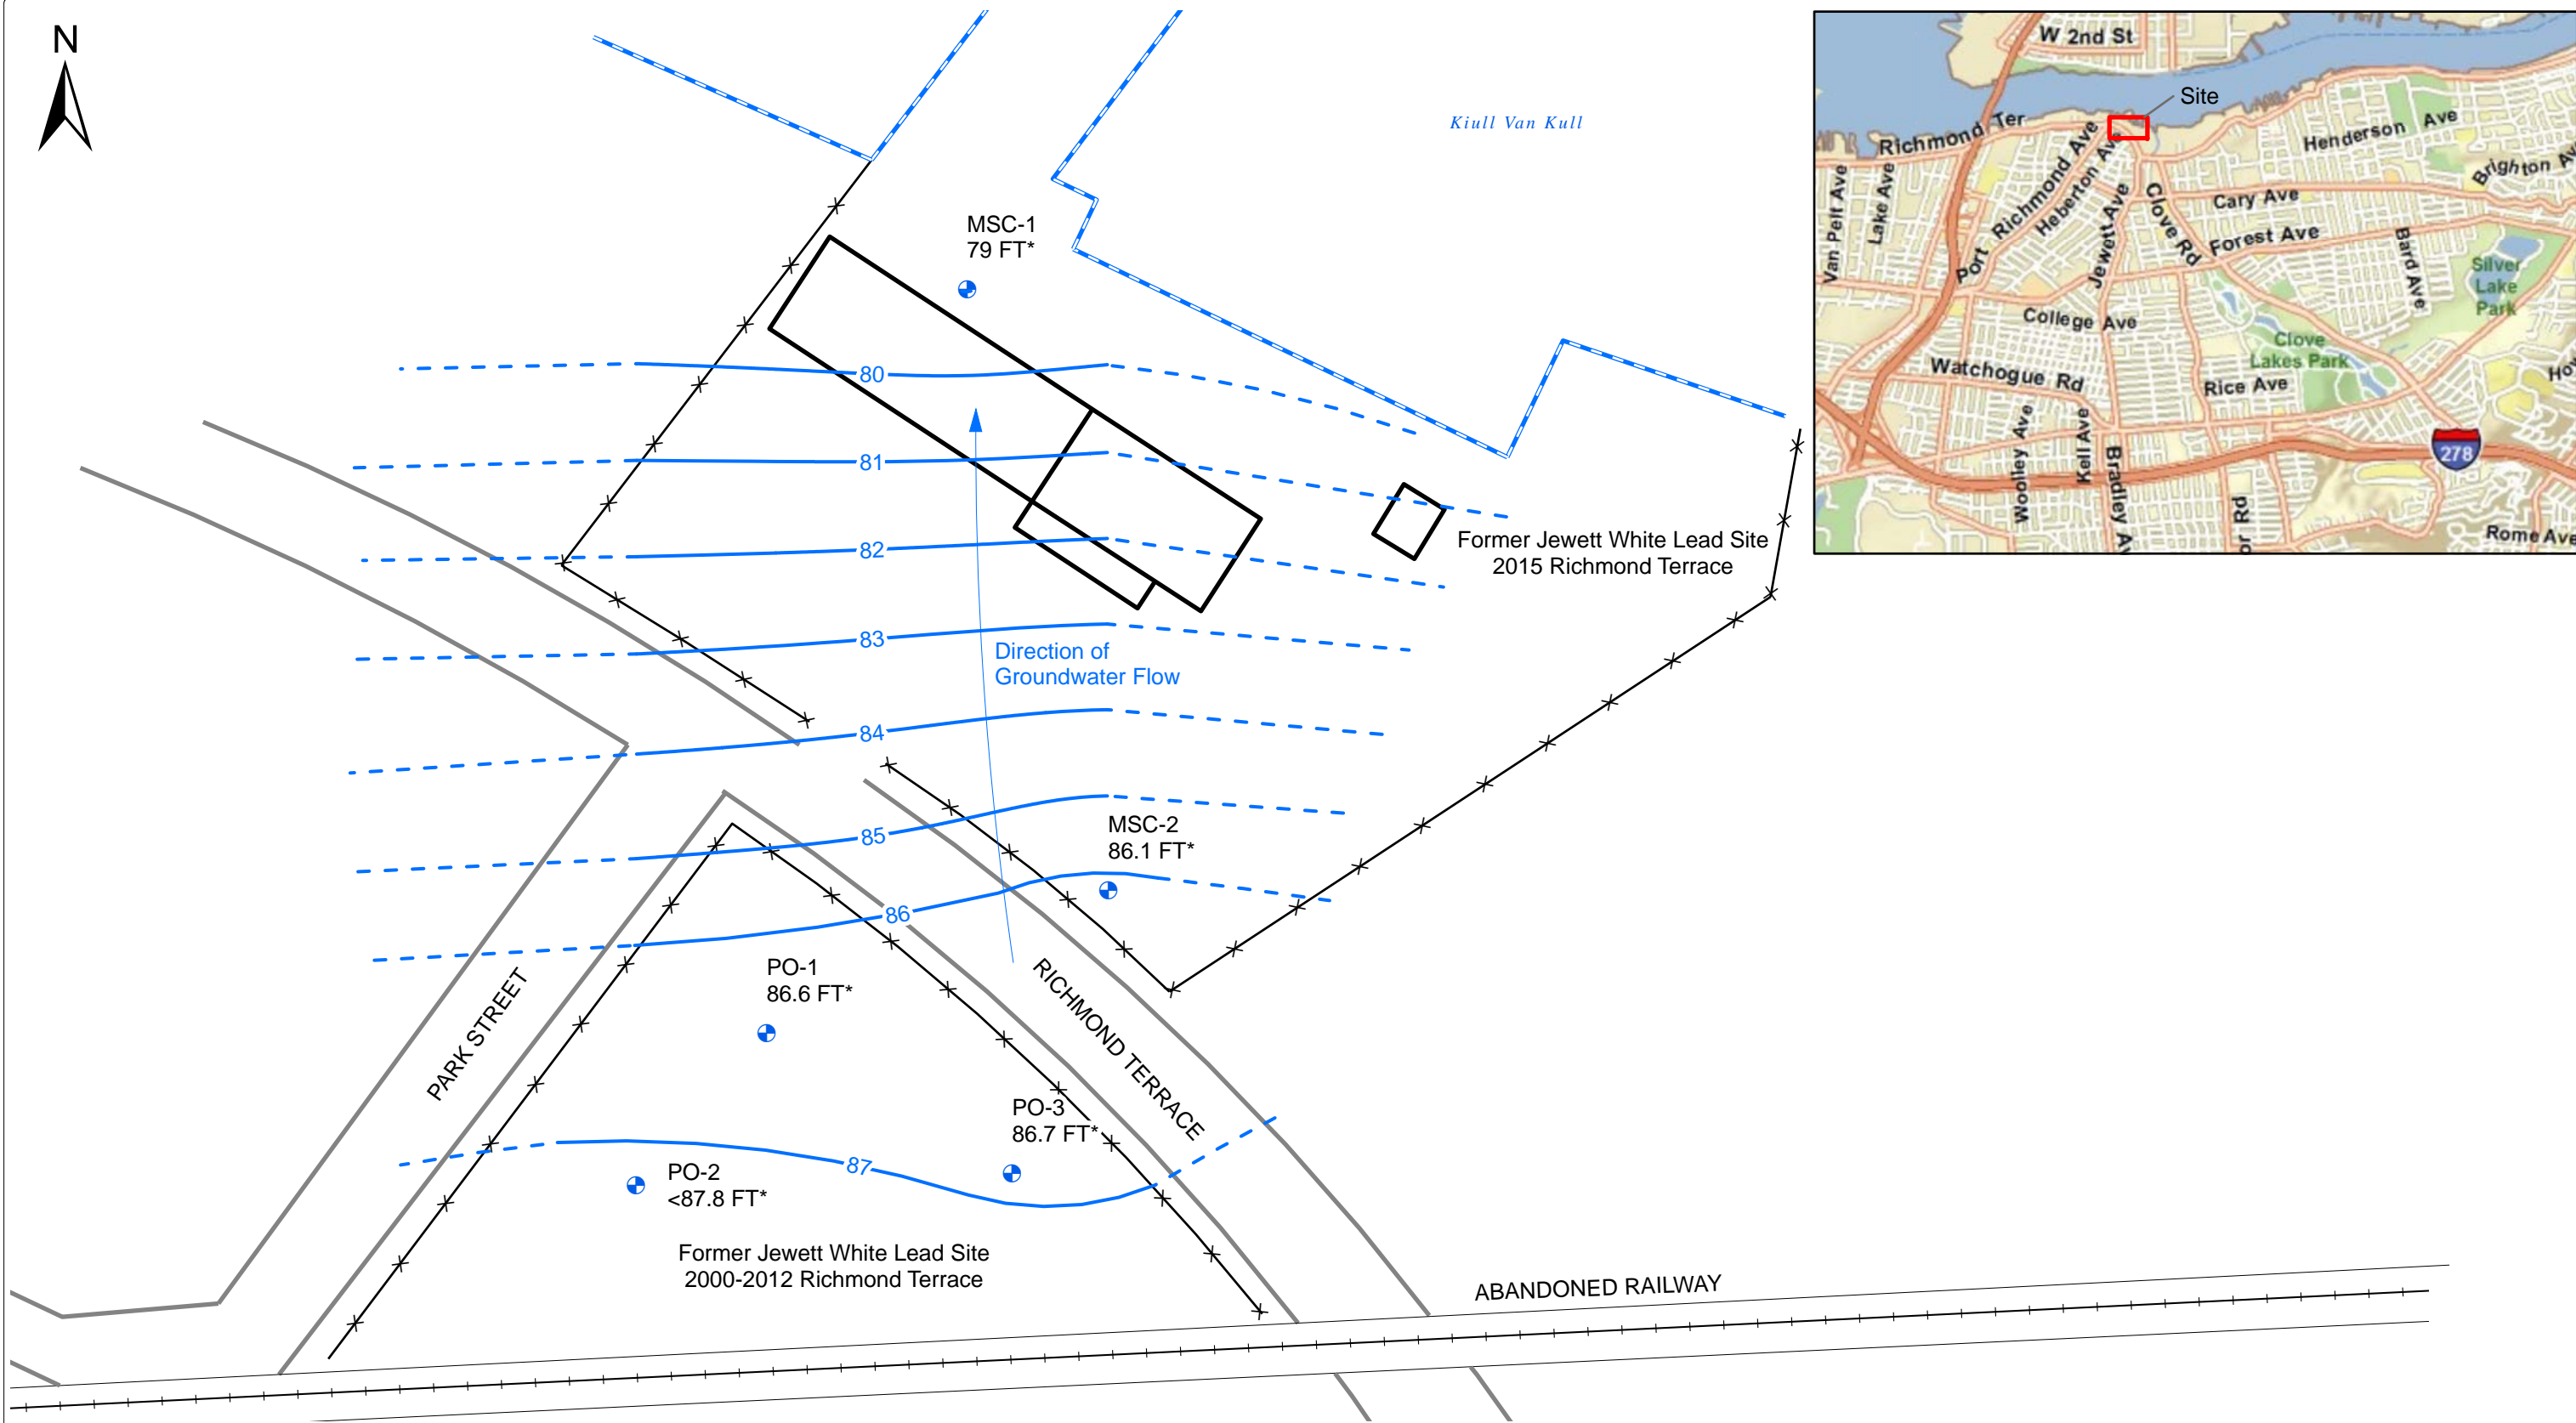 N
Kiull Van Kull
MSC-1
79 FT*
80
81
82
83
84
85
86
87
Direction of
Groundwater Flow
Former Jewett White Lead Site
2015 Richmond Terrace
MSC-2
86.1 FT*
PO-1
86.6 FT*
PO-3
86.7 FT*
PO-2
<87.8 FT*
PARK STREET
RICHMOND TERRACE
Former Jewett White Lead Site
2000-2012 Richmond Terrace
ABANDONED RAILWAY
W 2nd St
Site
Richmond Ter
Henderson Ave
Brighton Av
Van Pelt Ave
Lake Ave
Port Richmond Ave
Heberton Ave
Jewett Ave
Clove Rd
Cary Ave
Forest Ave
Bard Ave
Silver
Lake
Park
College Ave
Clove
Lakes Park
Watchogue Rd
Rice Ave
Woolley Ave
Kell Ave
Bradley Av
or Rd
278
Rome Ave